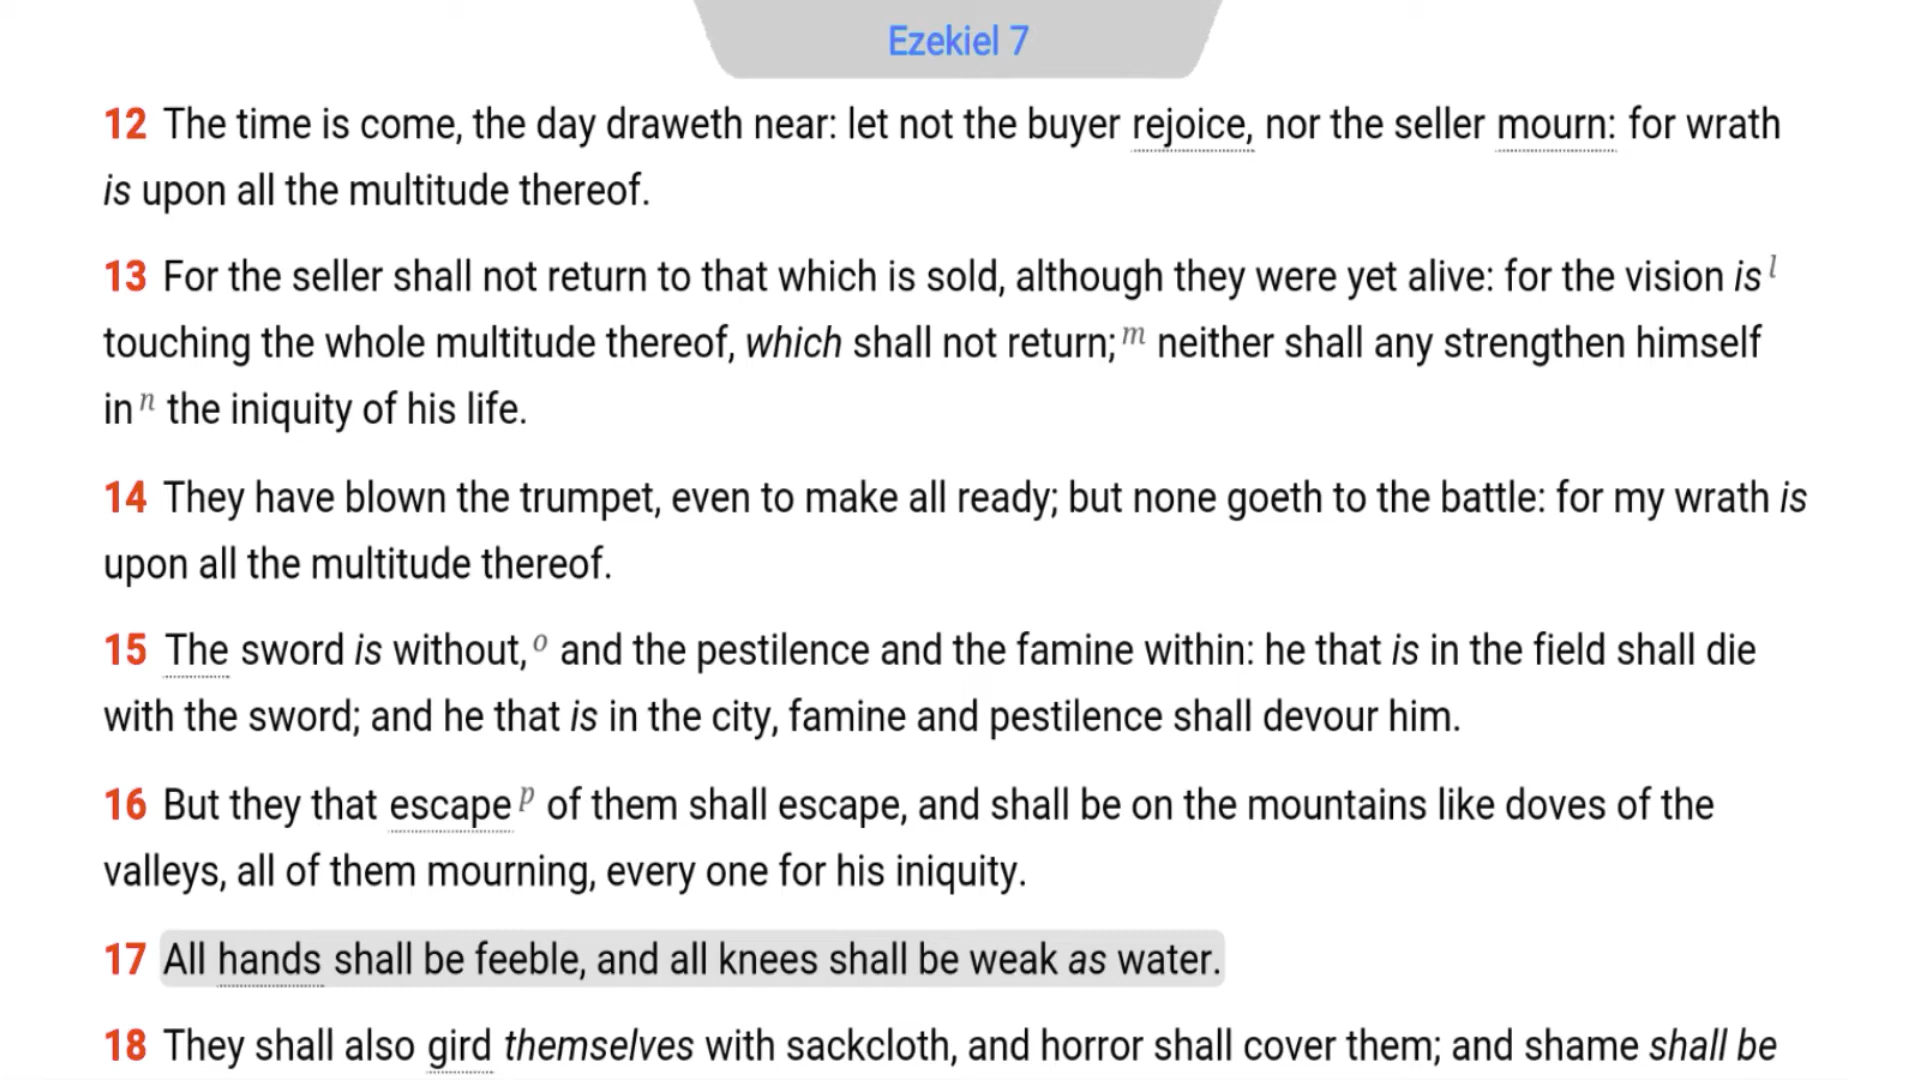 Ezekiel 7
12 The time is come, the day draweth near: let not the buyer rejoice, nor the seller mourn: for wrath
is upon all the multitude thereof.
13 For the seller shall not return to that which is sold, although they were yet alive: for the vision is l
touching the whole multitude thereof, which shall not return; m neither shall any strengthen himself
in n the iniquity of his life.
14 They have blown the trumpet, even to make all ready; but none goeth to the battle: for my wrath is
upon all the multitude thereof.
15 The sword is without, o and the pestilence and the famine within: he that is in the field shall die
with the sword; and he that is in the city, famine and pestilence shall devour him.
16 But they that escape p of them shall escape, and shall be on the mountains like doves of the
valleys, all of them mourning, every one for his iniquity.
17 All hands shall be feeble, and all knees shall be weak as water.
18 They shall also gird themselves with sackcloth, and horror shall cover them; and shame shall be